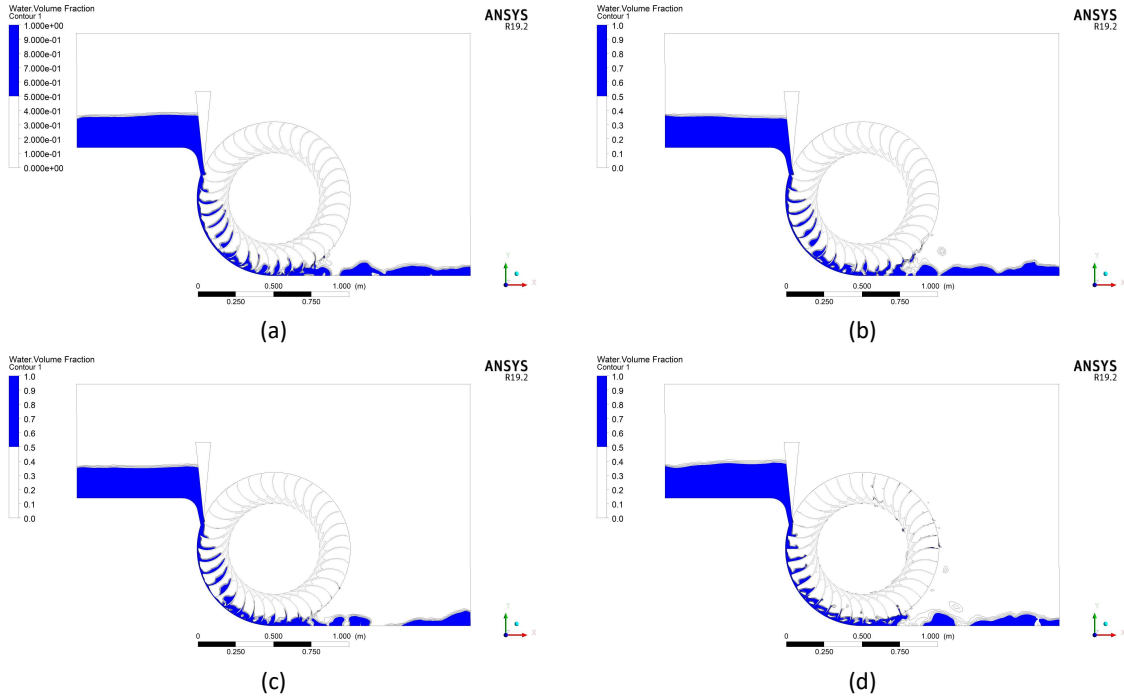 Water.Volume Fraction
Contour 1
1.000e+00
9.000e-01
8.000e-01
7.000e-01
6.000e-01
5.000e-01
4.000e-01
3.000e-01
2.000e-01
1.000e-01
0.000e+00
ANSYS
R19.2
Y
X
0 0.500 1.000 (m)
0.250 0.750
(a)
Water.Volume Fraction
Contour 1
1.0
0.9
0.8
0.7
0.6
0.5
0.4
0.3
0.2
0.1
0.0
ANSYS
R19.2
Y
X
0 0.500 1.000 (m)
0.250 0.750
(b)
Water.Volume Fraction
Contour 1
1.0
0.9
0.8
0.7
0.6
0.5
0.4
0.3
0.2
0.1
0.0
ANSYS
R19.2
Y
X
0 0.500 1.000 (m)
0.250 0.750
(c)
Water.Volume Fraction
Contour 1
1.0
0.9
0.8
0.7
0.6
0.5
0.4
0.3
0.2
0.1
0.0
ANSYS
R19.2
Y
X
0 0.500 1.000 (m)
0.250 0.750
(d)